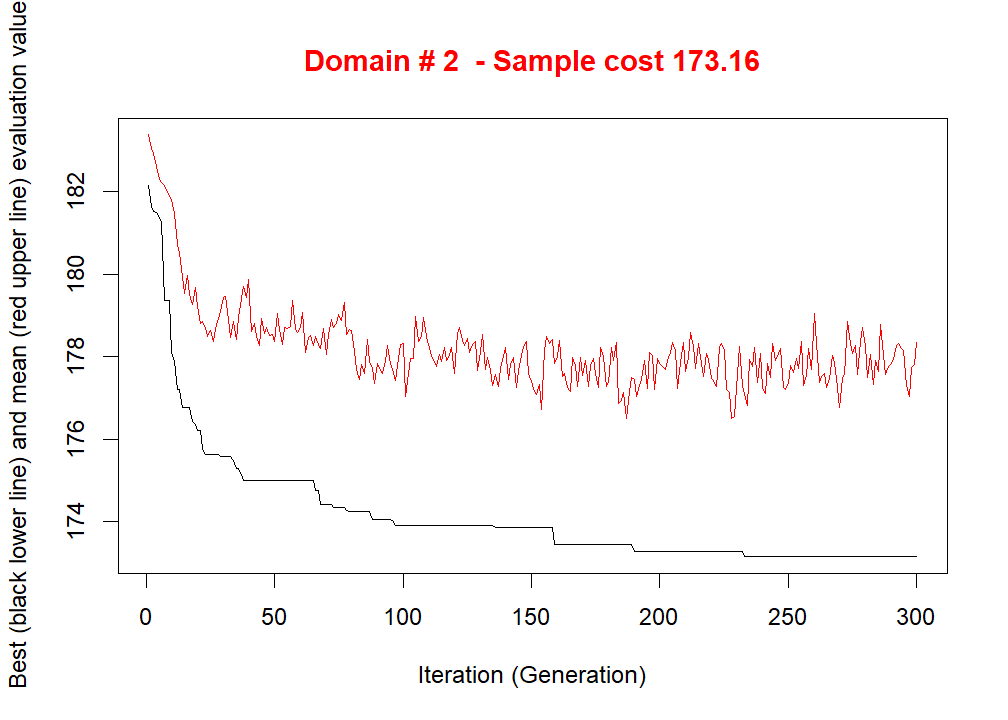 Domain # 2  - Sample cost 173.16
Best (black lower line) and mean (red upper line) evaluation value
182
180
178
176
174
0 50 100 150 200 250 300
Iteration (Generation)